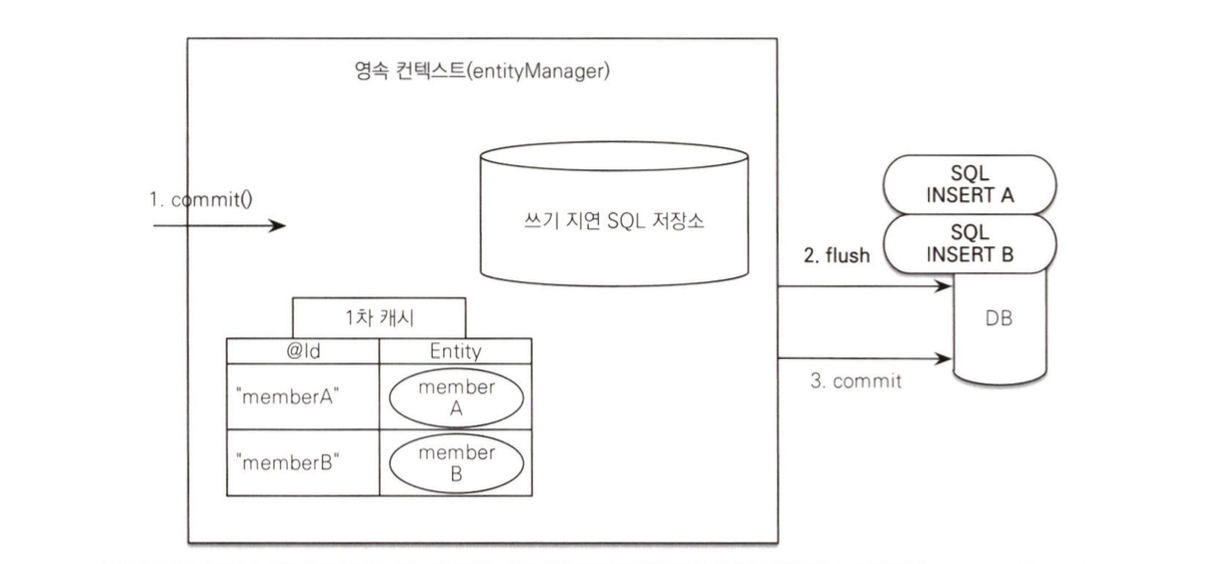 영속 컨텍스트(entityManager)
1. commit()
쓰기 지연 SQL 저장소
SQL
INSERT A
SQL
INSERT B
2. flush
DB
3. commit
1차 캐시
@Id Entity
"memberA" member
A
"memberB" member
B